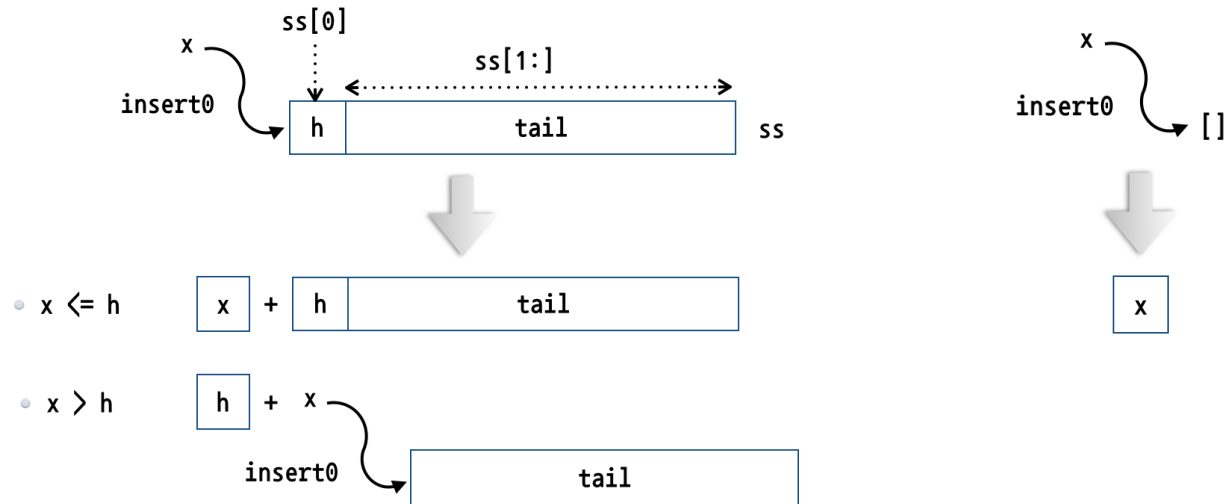 ss[0]
x
ss[1:]
insert0
h
tail
ss
x
insert0
[]
x <= h
x
+
h
tail
x
x > h
h
+
x
insert0
tail